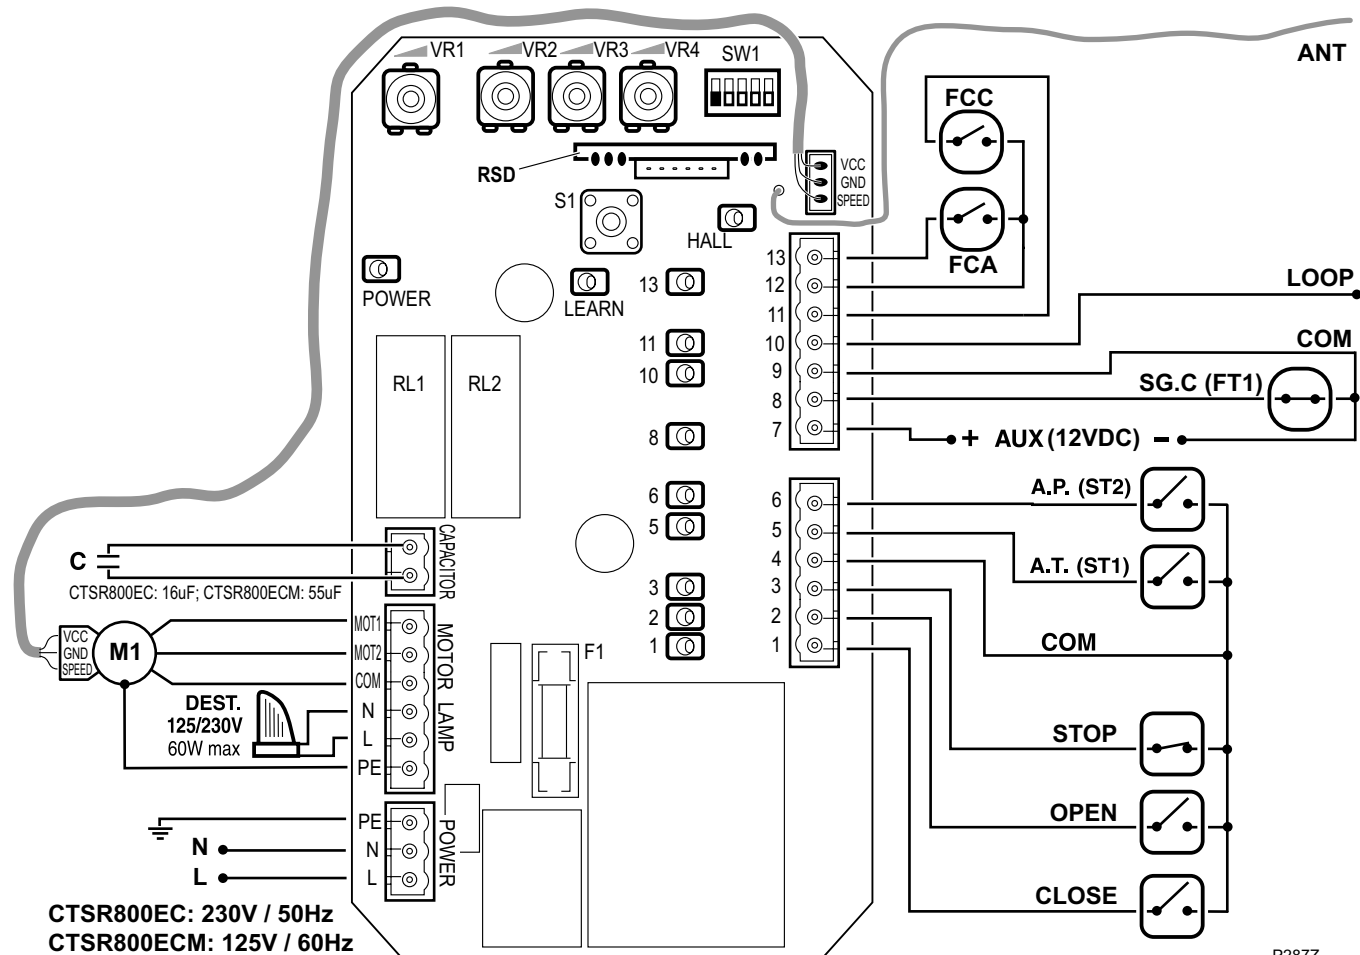 VR1 VR2 VR3 VR4 SW1
ANT
FCC
RSD
VCC
GND
SPEED
S1
HALL
FCA
POWER
LEARN
LOOP
COM
SG.C (FT1)
+ AUX (12VDC) −
RL1 RL2
13
11
10
8
6
5
3
2
1
13
12
11
10
9
8
7
6
5
4
3
2
1
A.P. (ST2)
A.T. (ST1)
COM
STOP
OPEN
CLOSE
C
CTSR800EC: 16uF; CTSR800ECM: 55uF
CAPACITOR
VCC
GND
SPEED
M1
MOT1
MOT2
COM
N
L
PE
MOTOR LAMP
F1
DEST.
125/230V
60W max
PE
N
L
POWER
N
L
CTSR800EC: 230V / 50Hz
CTSR800ECM: 125V / 60Hz